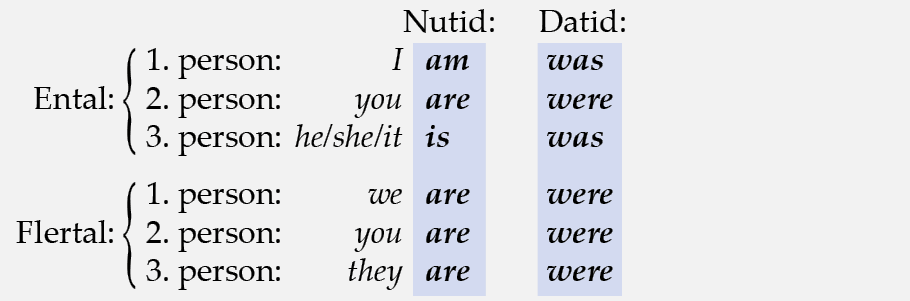 Nutid: Datid:
1. person: I am was
Ental: 2. person: you are were
3. person: he/she/it is was
1. person: we are were
Flertal: 2. person: you are were
3. person: they are were